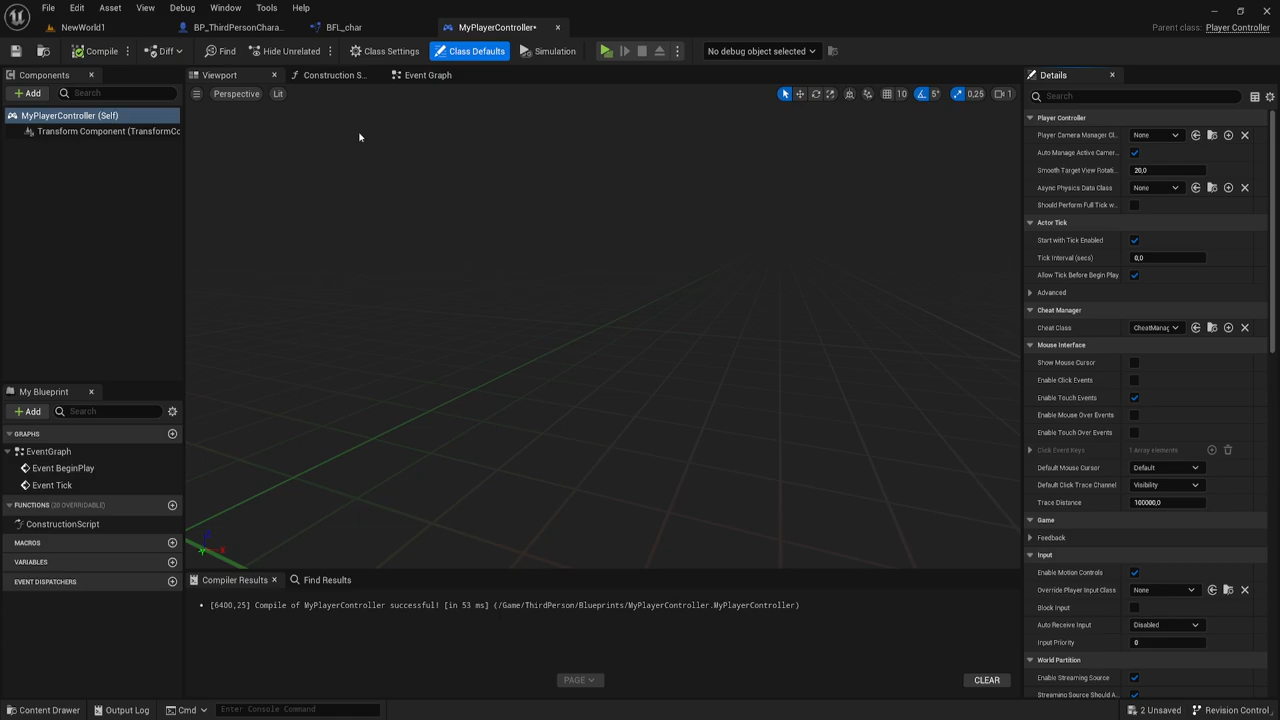 File Edit Asset View Debug Window Tools Help
NewWorld1 BP_ThirdPersonChara... BFL_char MyPlayerController• Parent class: Player Controller
Compile Diff Find Hide Unrelated Class Settings Class Defaults Simulation No debug object selected
Components Viewport Construction S... Event Graph Details
+ Add Search Perspective Lit 10 5° 0,25 1 Search
MyPlayerController (Self)
Transform Component (TransformCo
Player Controller
Player Camera Manager Cl... None
Auto Manage Active Camer...
Smooth Target View Rotati... 20,0
Async Physics Data Class None
Should Perform Full Tick w...
Actor Tick
Start with Tick Enabled
Tick Interval (secs) 0,0
Allow Tick Before Begin Play
Advanced
Cheat Manager
Cheat Class CheatManag
Mouse Interface
Show Mouse Cursor
Enable Click Events
Enable Touch Events
Enable Mouse Over Events
Enable Touch Over Events
Click Event Keys 1 Array elements
Default Mouse Cursor Default
Default Click Trace Channel Visibility
Trace Distance 100000,0
Game
Feedback
Input
Enable Motion Controls
Override Player Input Class None
Block Input
Auto Receive Input Disabled
Input Priority 0
World Partition
Enable Streaming Source
Streaming Source Should A...
My Blueprint
+ Add Search
GRAPHS
EventGraph
Event BeginPlay
Event Tick
FUNCTIONS (20 OVERRIDABLE)
ConstructionScript
MACROS
VARIABLES
EVENT DISPATCHERS
Compiler Results Find Results
[6400,25] Compile of MyPlayerController successful! [in 53 ms] (/Game/ThirdPerson/Blueprints/MyPlayerController.MyPlayerController)
PAGE CLEAR
Content Drawer Output Log Cmd Enter Console Command 2 Unsaved Revision Control